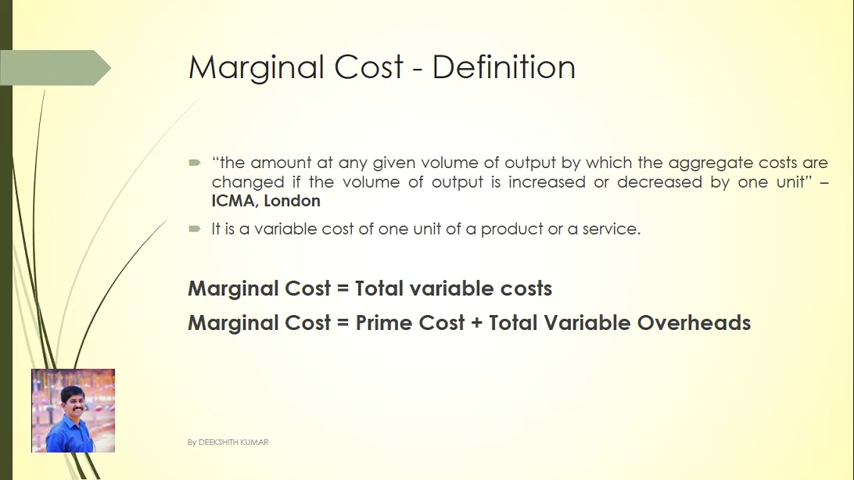 Marginal Cost - Definition
“the amount at any given volume of output by which the aggregate costs are
changed if the volume of output is increased or decreased by one unit” –
ICMA, London
It is a variable cost of one unit of a product or a service.
Marginal Cost = Total variable costs
Marginal Cost = Prime Cost + Total Variable Overheads
By DEEKSHITH KUMAR